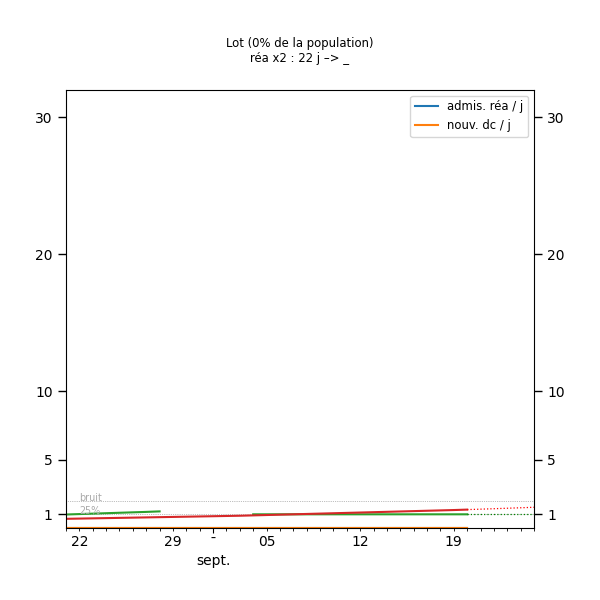 Lot (0% de la population)
réa x2 : 22 j –> _
admis. réa / j
nouv. dc / j
30 30
20 20
10 10
5 5
bruit
25%
1 1
22 29 - 05 12 19
sept.